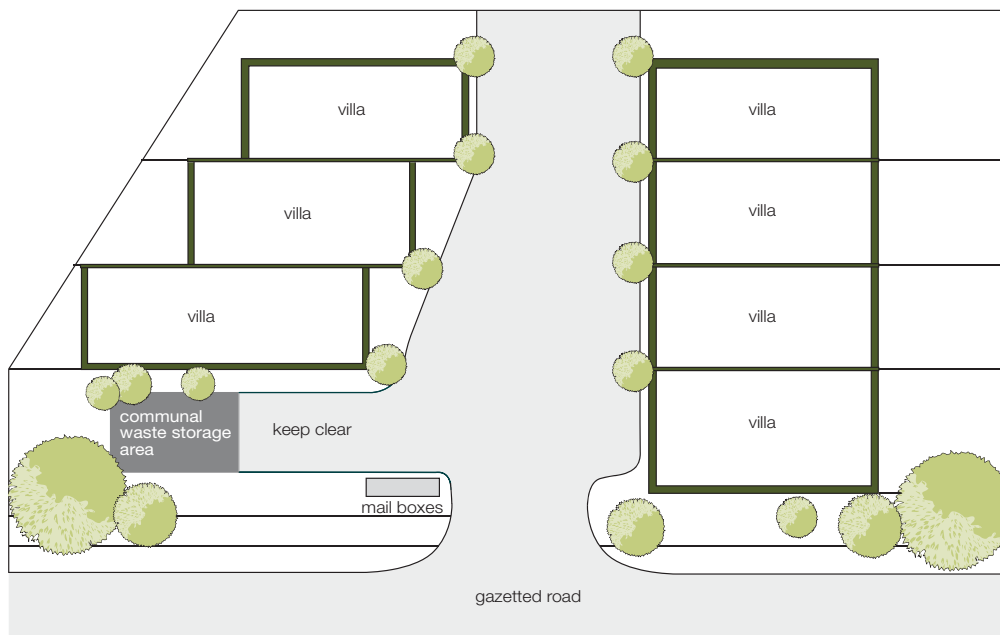 villa
villa
villa
villa
villa
villa
villa
communal
waste storage
area
keep clear
mail boxes
gazetted road